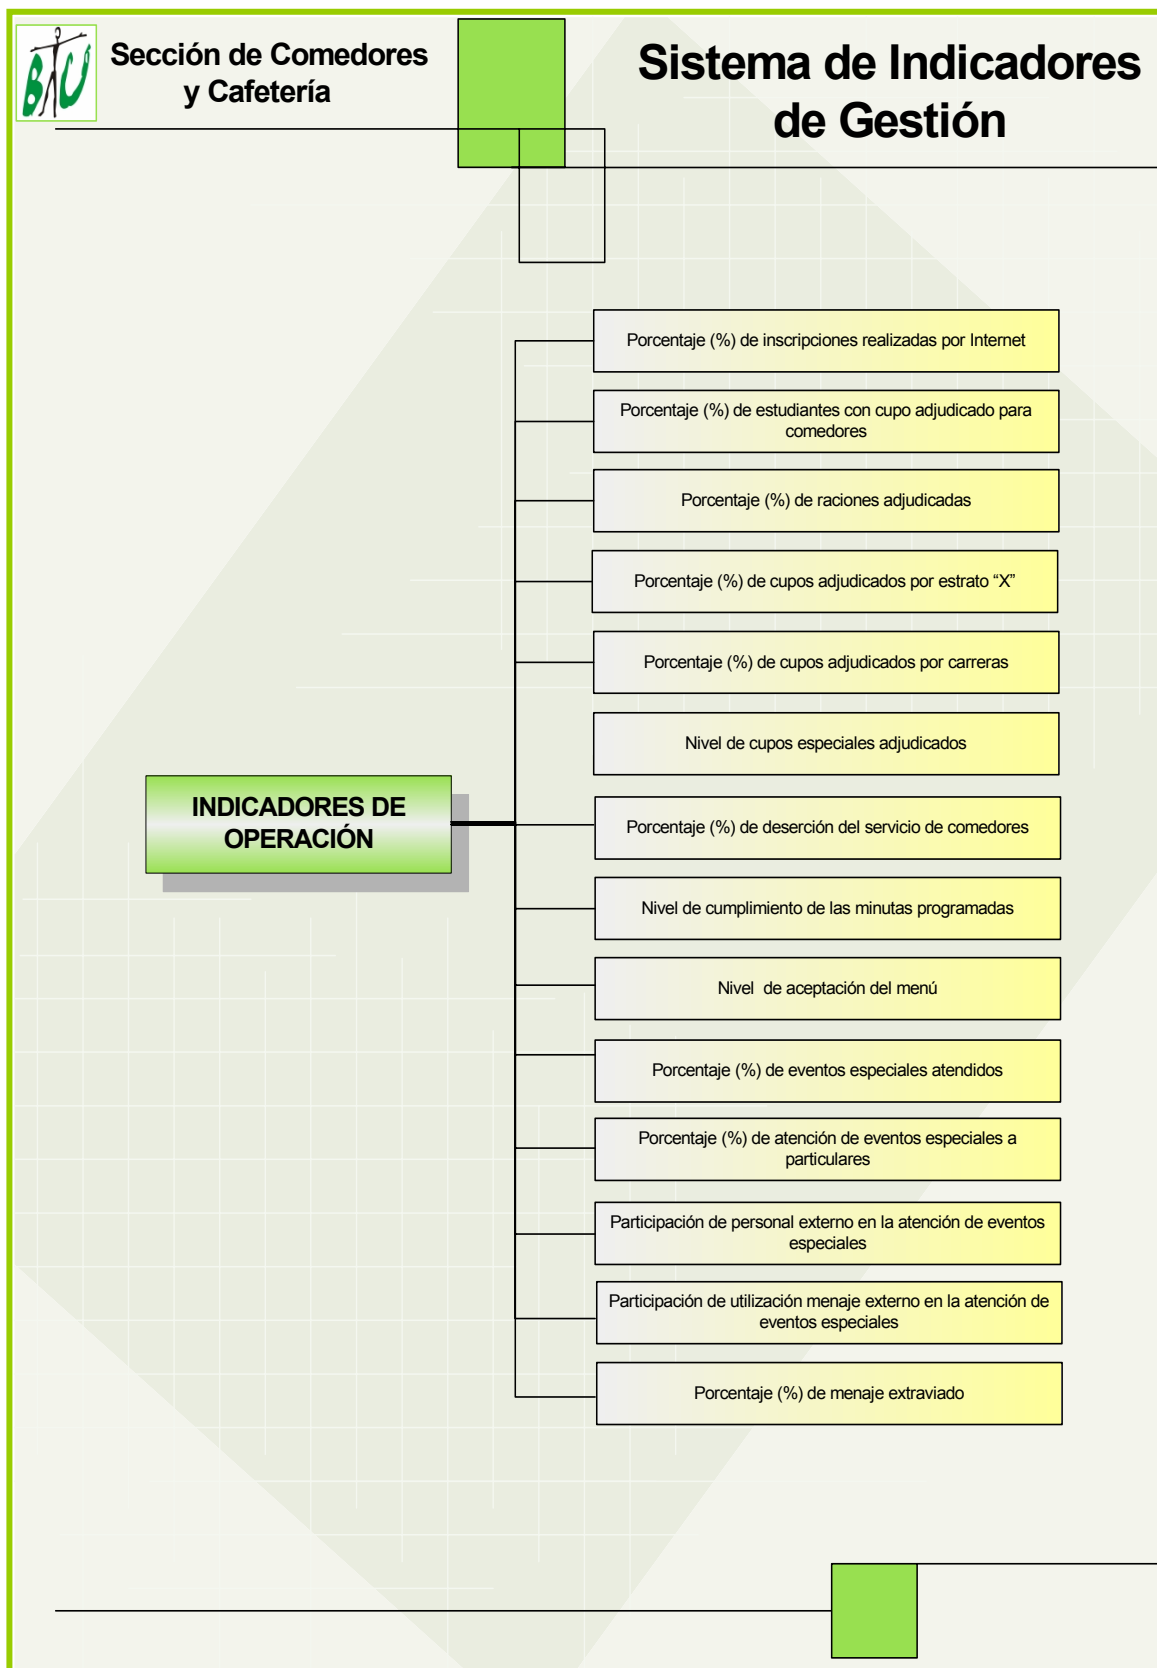 BU
Sección de Comedores
y Cafetería
Sistema de Indicadores
de Gestión
Porcentaje (%) de inscripciones realizadas por Internet
Porcentaje (%) de estudiantes con cupo adjudicado para
comedores
Porcentaje (%) de raciones adjudicadas
Porcentaje (%) de cupos adjudicados por estrato “X”
Porcentaje (%) de cupos adjudicados por carreras
Nivel de cupos especiales adjudicados
INDICADORES DE
OPERACIÓN
Porcentaje (%) de deserción del servicio de comedores
Nivel de cumplimiento de las minutas programadas
Nivel  de aceptación del menú
Porcentaje (%) de eventos especiales atendidos
Porcentaje (%) de atención de eventos especiales a
particulares
Participación de personal externo en la atención de eventos
especiales
Participación de utilización menaje externo en la atención de
eventos especiales
Porcentaje (%) de menaje extraviado